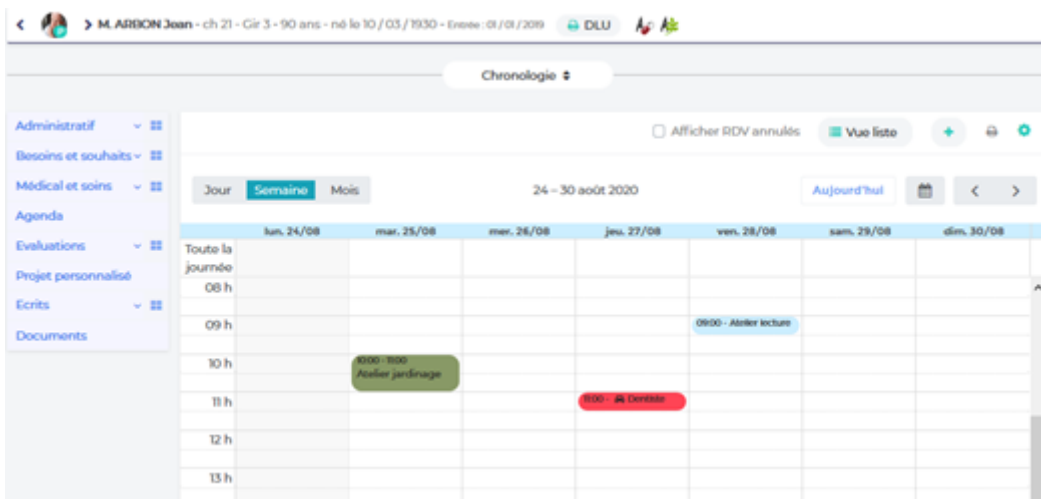 M. ARBON Jean - ch 21 - Gir 3 - 90 ans - né le 10 / 03 / 1930 - Entrée : 01 / 01 / 2019 DLU
Chronologie
Administratif
Besoins et souhaits
Médical et soins
Agenda
Evaluations
Projet personnalisé
Ecrits
Documents
Afficher RDV annulés Vue liste +
Jour Semaine Mois 24 – 30 août 2020 Aujourd'hui
lun. 24/08 mar. 25/08 mer. 26/08 jeu. 27/08 ven. 28/08 sam. 29/08 dim. 30/08
Toute la
journée
08 h
09 h 09:00 - Atelier lecture
10 h 10:00 - 11:00
Atelier jardinage
11 h 11:00 - Dentiste
12 h
13 h